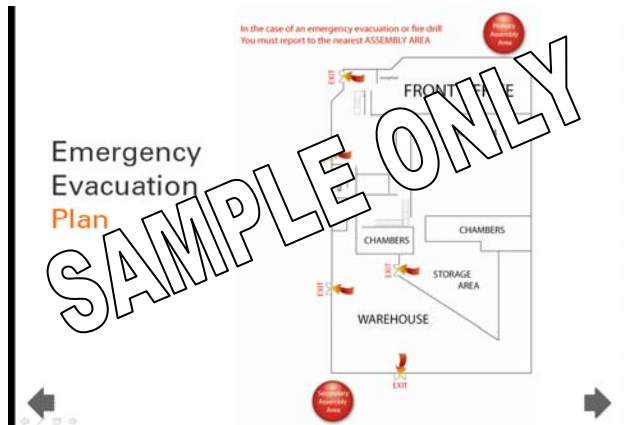 In the case of an emergency evacuation or fire drill
You must report to the nearest ASSEMBLY AREA
Primary
Assembly
Area
EXIT
FRONT
Emergency
Evacuation
Plan
SAMPLE ONLY
CHAMBERS
CHAMBERS
EXIT
STORAGE
AREA
EXIT
WAREHOUSE
EXIT
Secondary
Assembly
Area